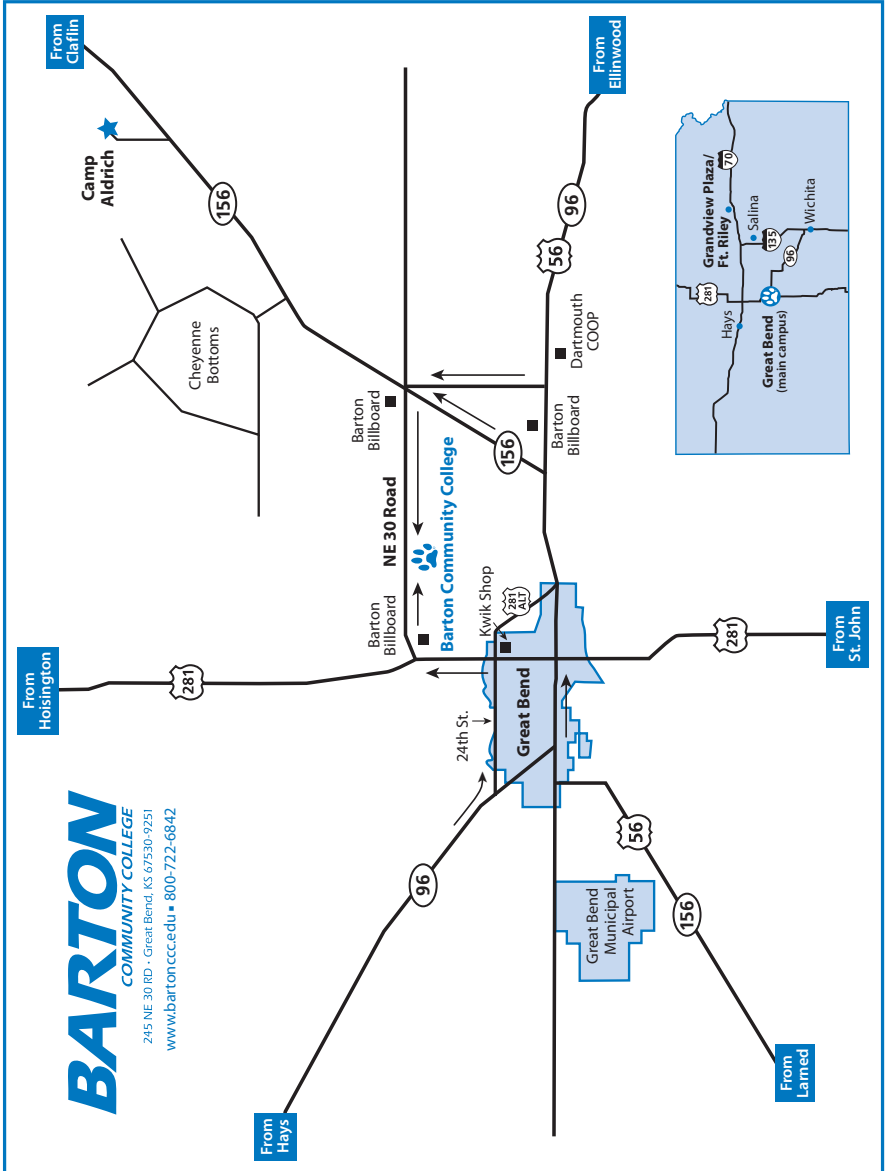 BARTON
COMMUNITY COLLEGE
245 NE 30 RD · Great Bend, KS 67530-9251
www.bartonccc.edu ■ 800-722-6842
From
Hoisington
281
From
Claflin
Camp
Aldrich
156
Cheyenne
Bottoms
Barton
Billboard
NE 30 Road
Barton
Billboard
Barton Community College
From
Hays
96
24th St.
Kwik Shop
281
ALT
Great Bend
156
Barton
Billboard
Dartmouth
COOP
56
96
From
Ellinwood
Great Bend
Municipal
Airport
56
156
From
Larned
281
From
St. John
281
Hays
Great Bend
(main campus)
Grandview Plaza/
Ft. Riley
70
Salina
135
96
Wichita